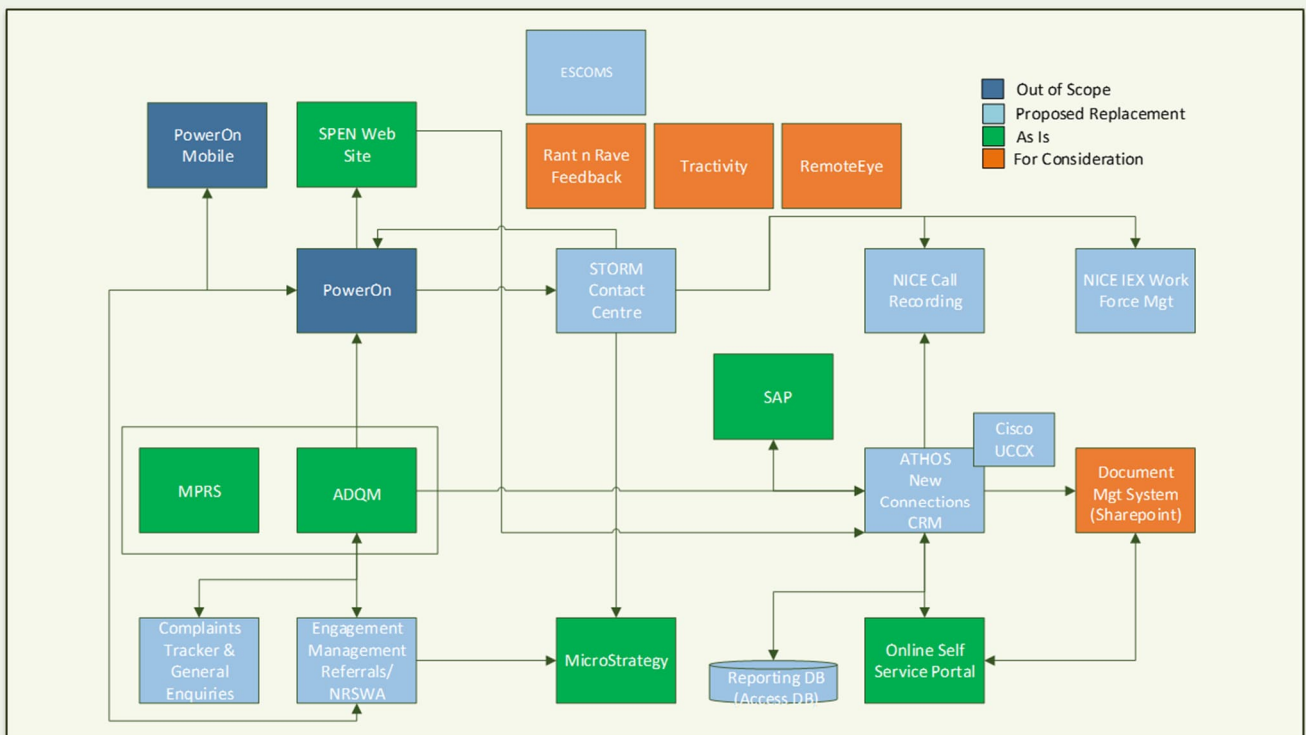 ESCOMS
Out of Scope
Proposed Replacement
As Is
For Consideration
PowerOn
Mobile
SPEN Web
Site
Rant n Rave
Feedback
Tractivity
RemoteEye
PowerOn
STORM
Contact
Centre
NICE Call
Recording
NICE IEX Work
Force Mgt
SAP
Cisco
UCCX
MPRS
ADQM
ATHOS
New
Connections
CRM
Document
Mgt System
(Sharepoint)
Complaints
Tracker &
General
Enquiries
Engagement
Management
Referrals/
NRSWA
MicroStrategy
Reporting DB
(Access DB)
Online Self
Service Portal